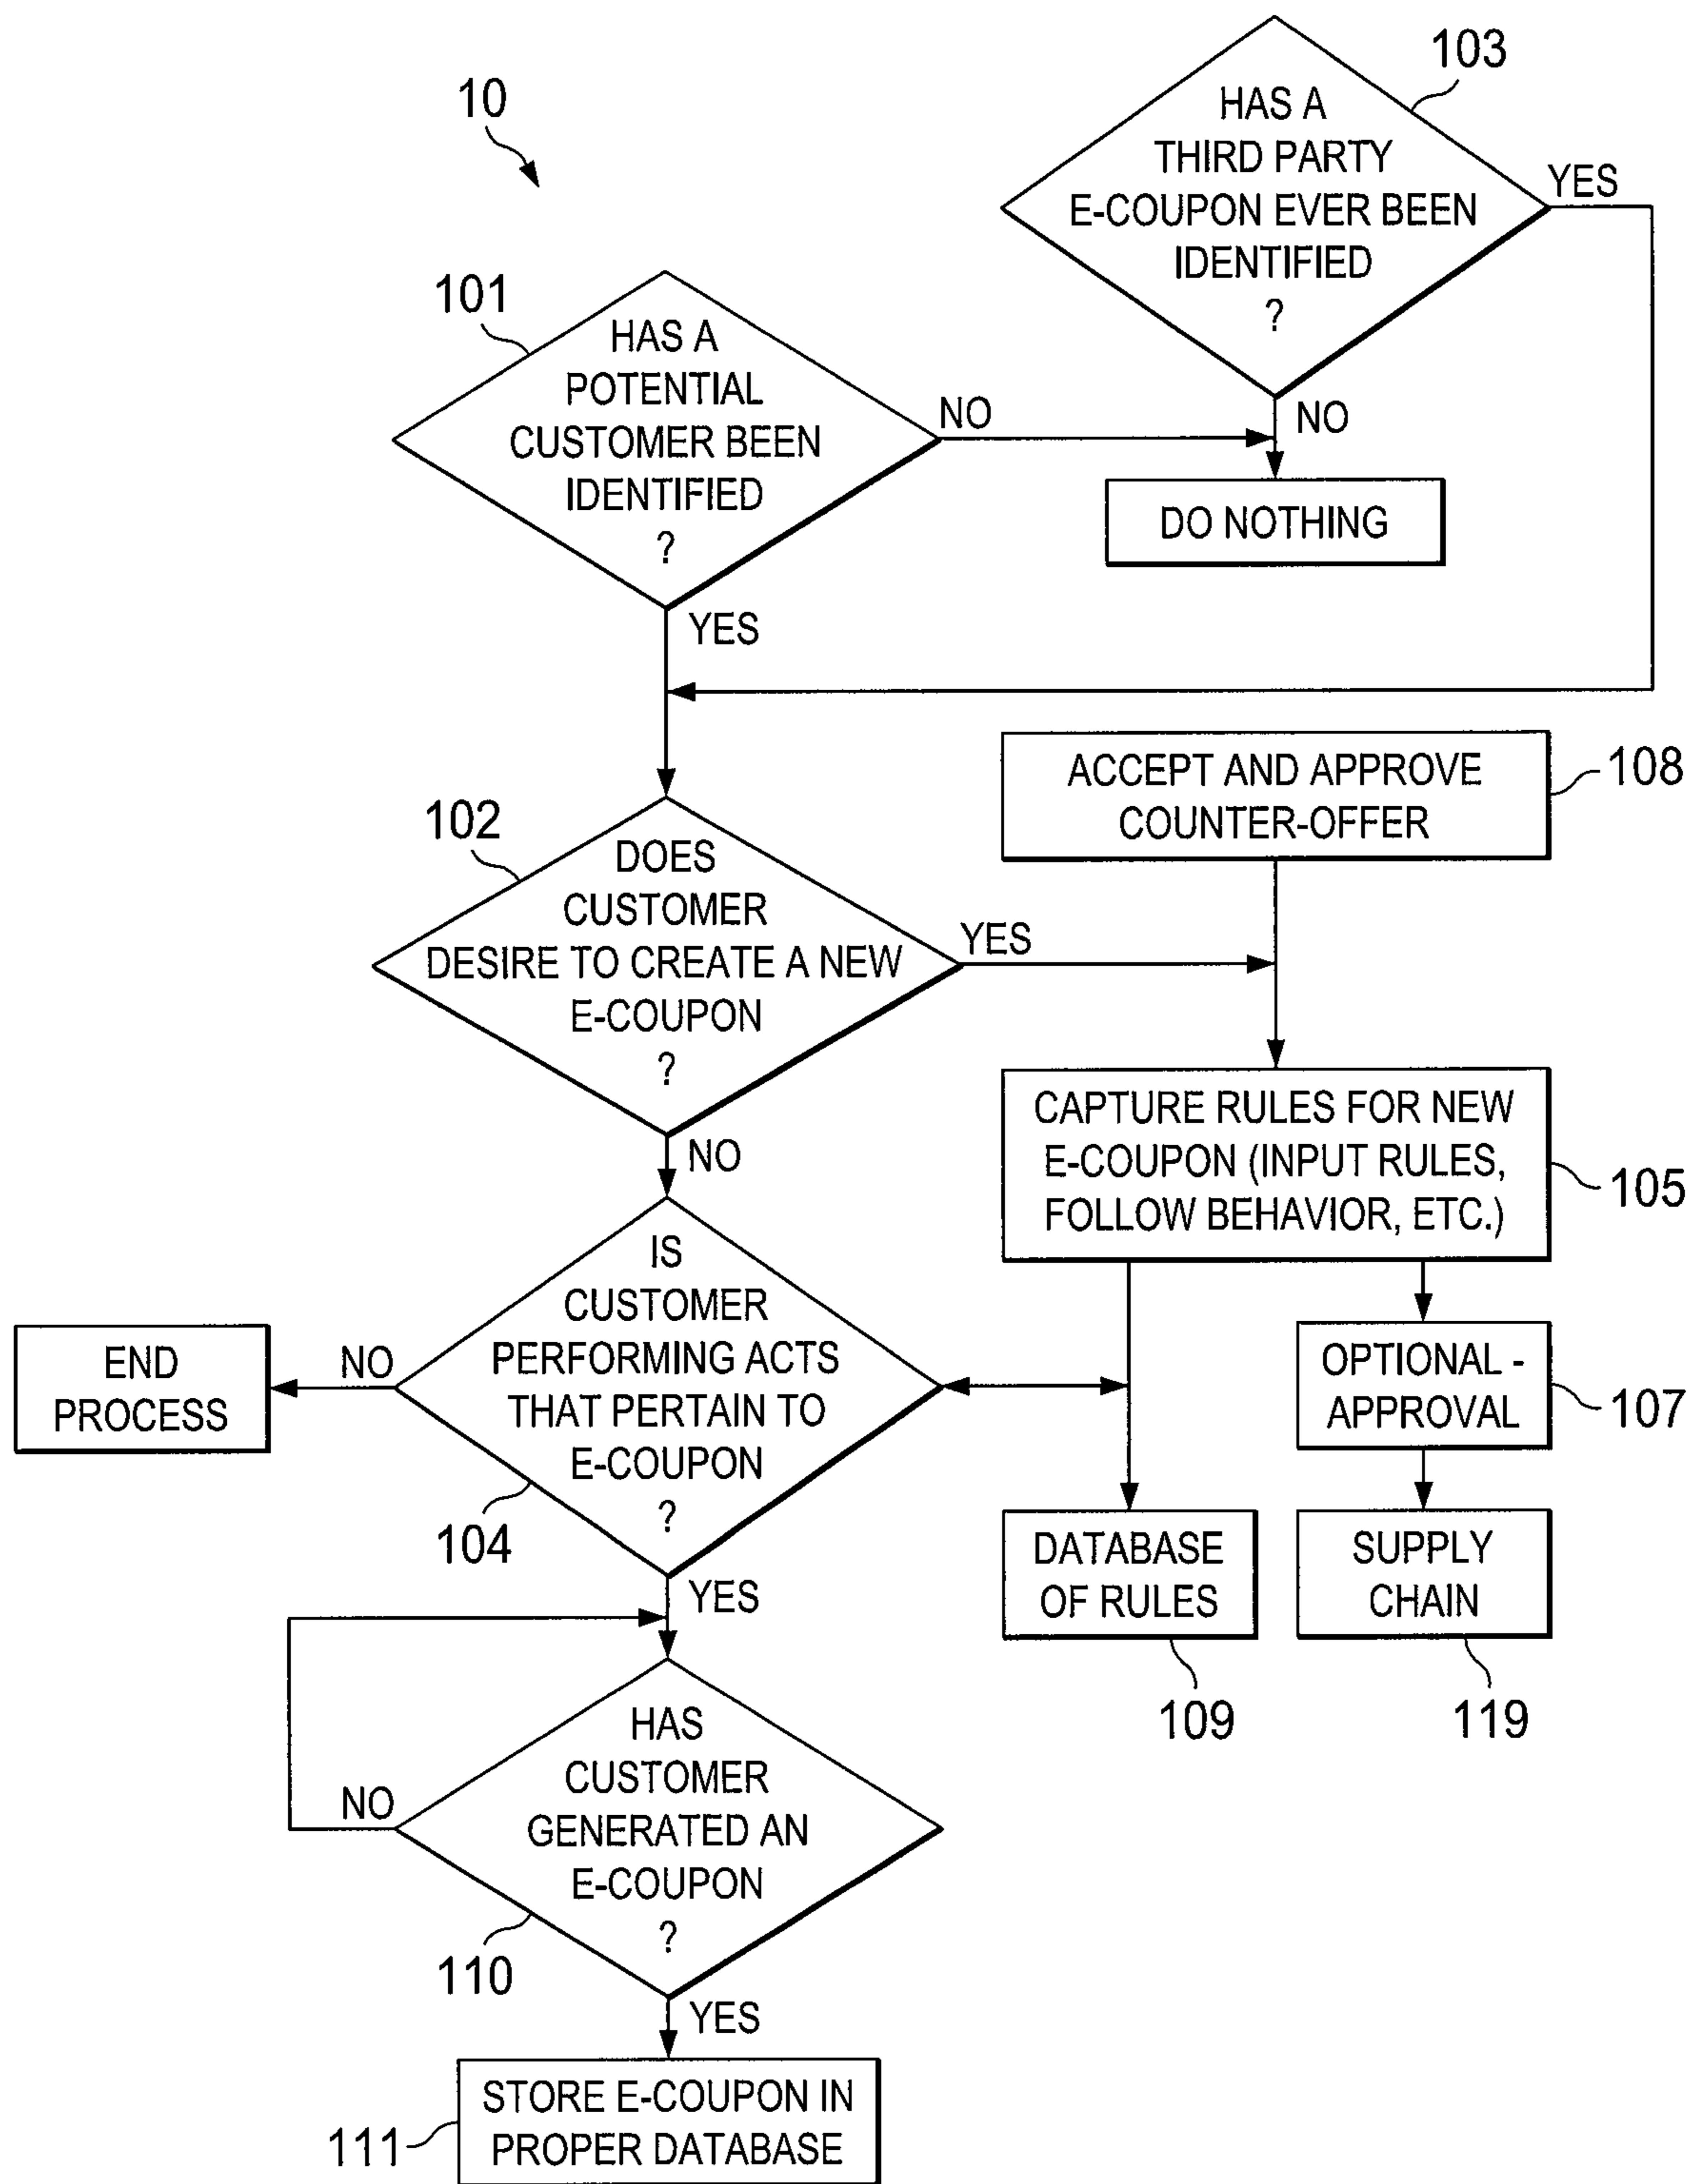 10
103
HAS A
THIRD PARTY
E-COUPON EVER BEEN
IDENTIFIED
?
YES
NO
101
HAS A
POTENTIAL
CUSTOMER BEEN
IDENTIFIED
?
NO
DO NOTHING
YES
108
ACCEPT AND APPROVE
COUNTER-OFFER
102
DOES
CUSTOMER
DESIRE TO CREATE A NEW
E-COUPON
?
YES
NO
CAPTURE RULES FOR NEW
E-COUPON (INPUT RULES,
FOLLOW BEHAVIOR, ETC.)
105
IS
CUSTOMER
PERFORMING ACTS
THAT PERTAIN TO
E-COUPON
?
104
NO
END
PROCESS
YES
OPTIONAL -
APPROVAL
107
DATABASE
OF RULES
109
SUPPLY
CHAIN
119
HAS
CUSTOMER
GENERATED AN
E-COUPON
?
NO
110
YES
STORE E-COUPON IN
PROPER DATABASE
111